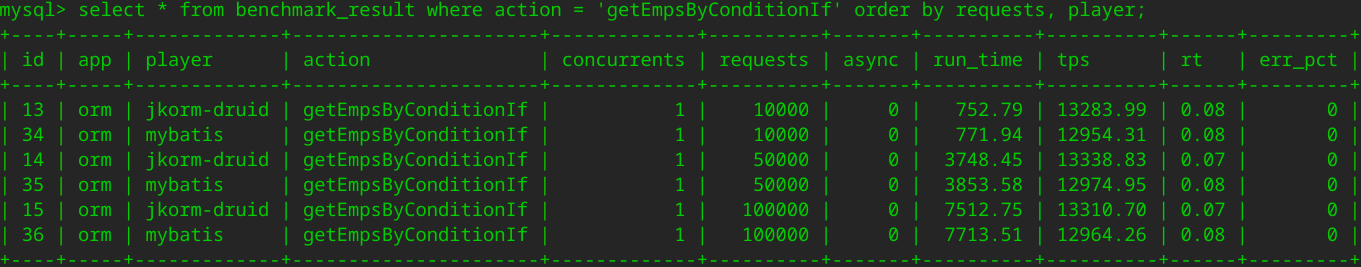 mysql> select * from benchmark_result where action = 'getEmpsByConditionIf' order by requests, player;
+----+-----+-------------+----------------------+-------------+----------+-------+----------+----------+------+---------+
| id | app | player      | action               | concurrents | requests | async | run_time | tps      | rt   | err_pct |
+----+-----+-------------+----------------------+-------------+----------+-------+----------+----------+------+---------+
| 13 | orm | jkorm-druid | getEmpsByConditionIf |           1 |    10000 |     0 |   752.79 | 13283.99 | 0.08 |       0 |
| 34 | orm | mybatis     | getEmpsByConditionIf |           1 |    10000 |     0 |   771.94 | 12954.31 | 0.08 |       0 |
| 14 | orm | jkorm-druid | getEmpsByConditionIf |           1 |    50000 |     0 |  3748.45 | 13338.83 | 0.07 |       0 |
| 35 | orm | mybatis     | getEmpsByConditionIf |           1 |    50000 |     0 |  3853.58 | 12974.95 | 0.08 |       0 |
| 15 | orm | jkorm-druid | getEmpsByConditionIf |           1 |   100000 |     0 |  7512.75 | 13310.70 | 0.07 |       0 |
| 36 | orm | mybatis     | getEmpsByConditionIf |           1 |   100000 |     0 |  7713.51 | 12964.26 | 0.08 |       0 |
+----+-----+-------------+----------------------+-------------+----------+-------+----------+----------+------+---------+